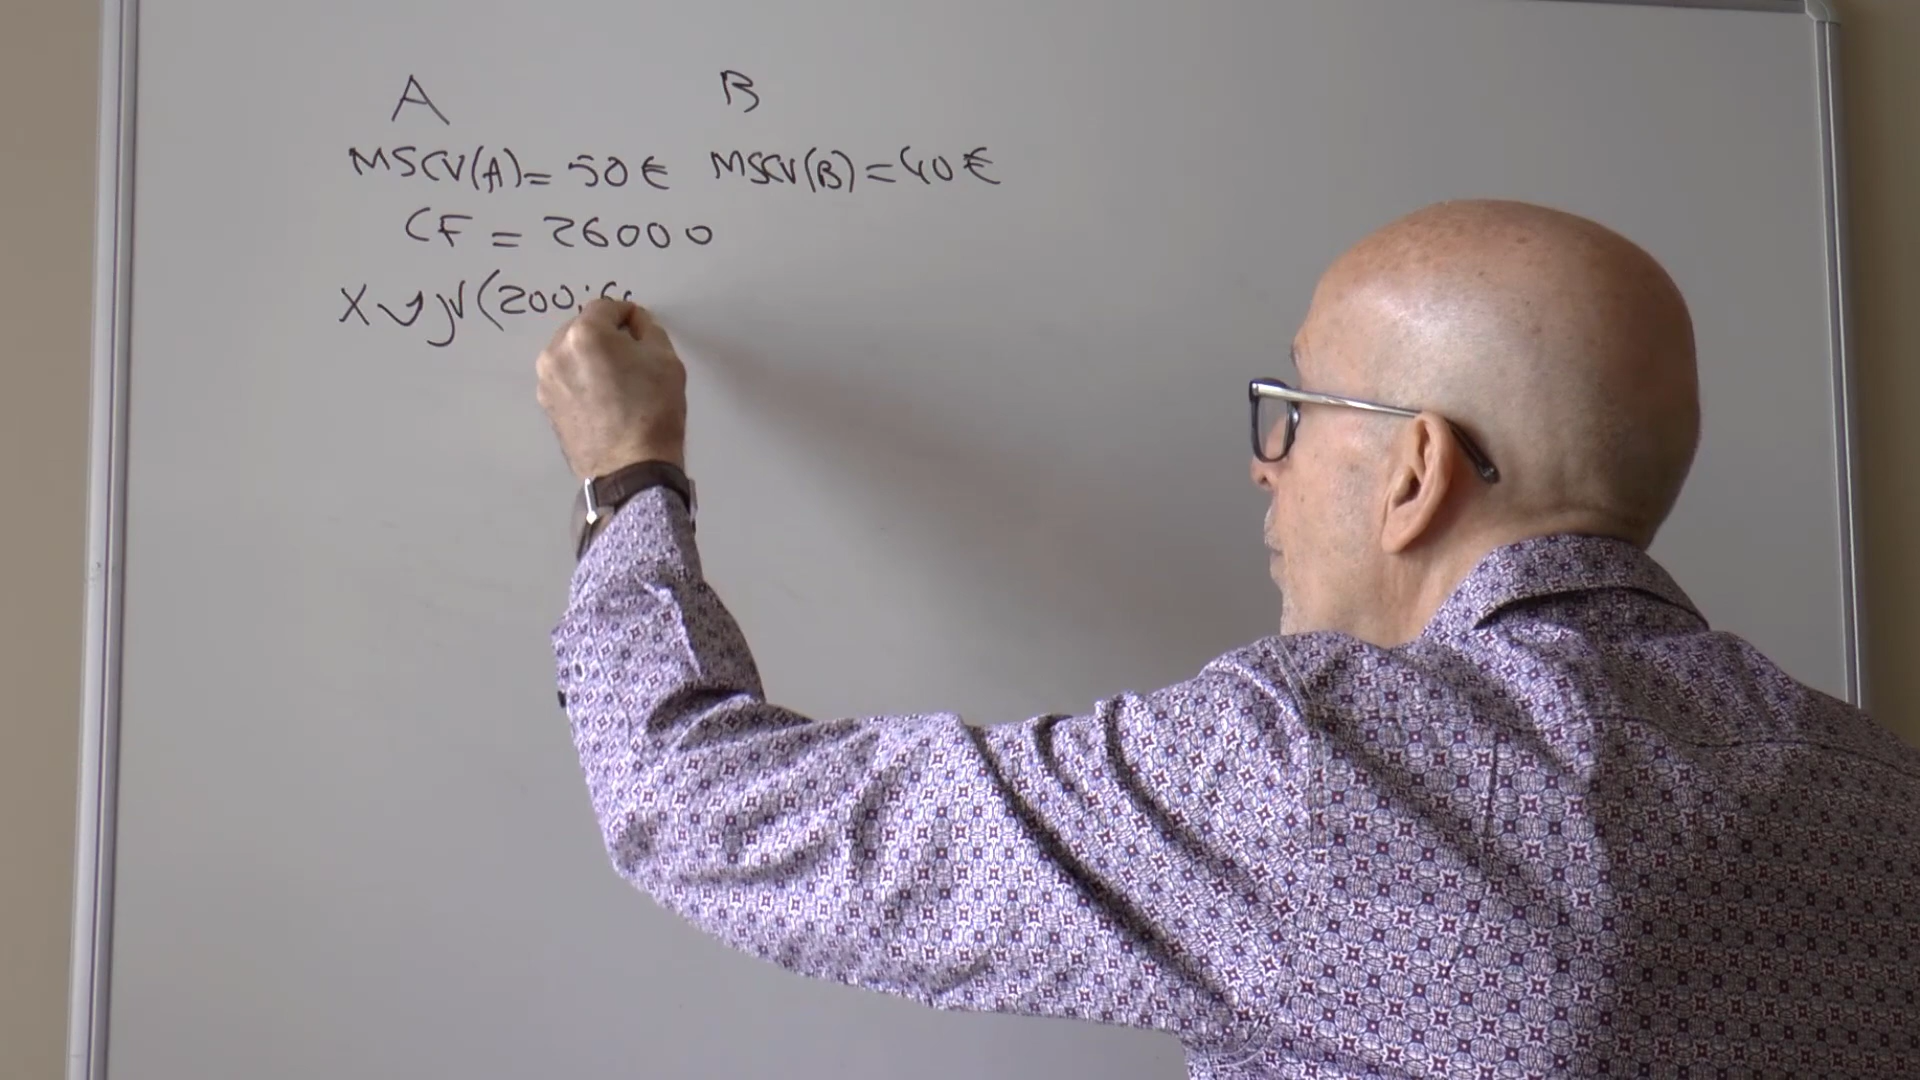 A B
MSCV(A) = 50€ MSCV(B) = 40€
CF = 26000
X ↝ N(200;